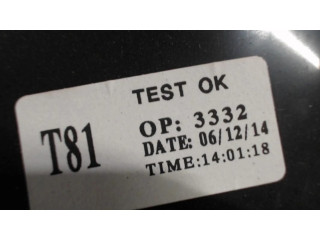 TEST OK
T81
OP: 3332
DATE: 06/12/14
TIME:14:01:18